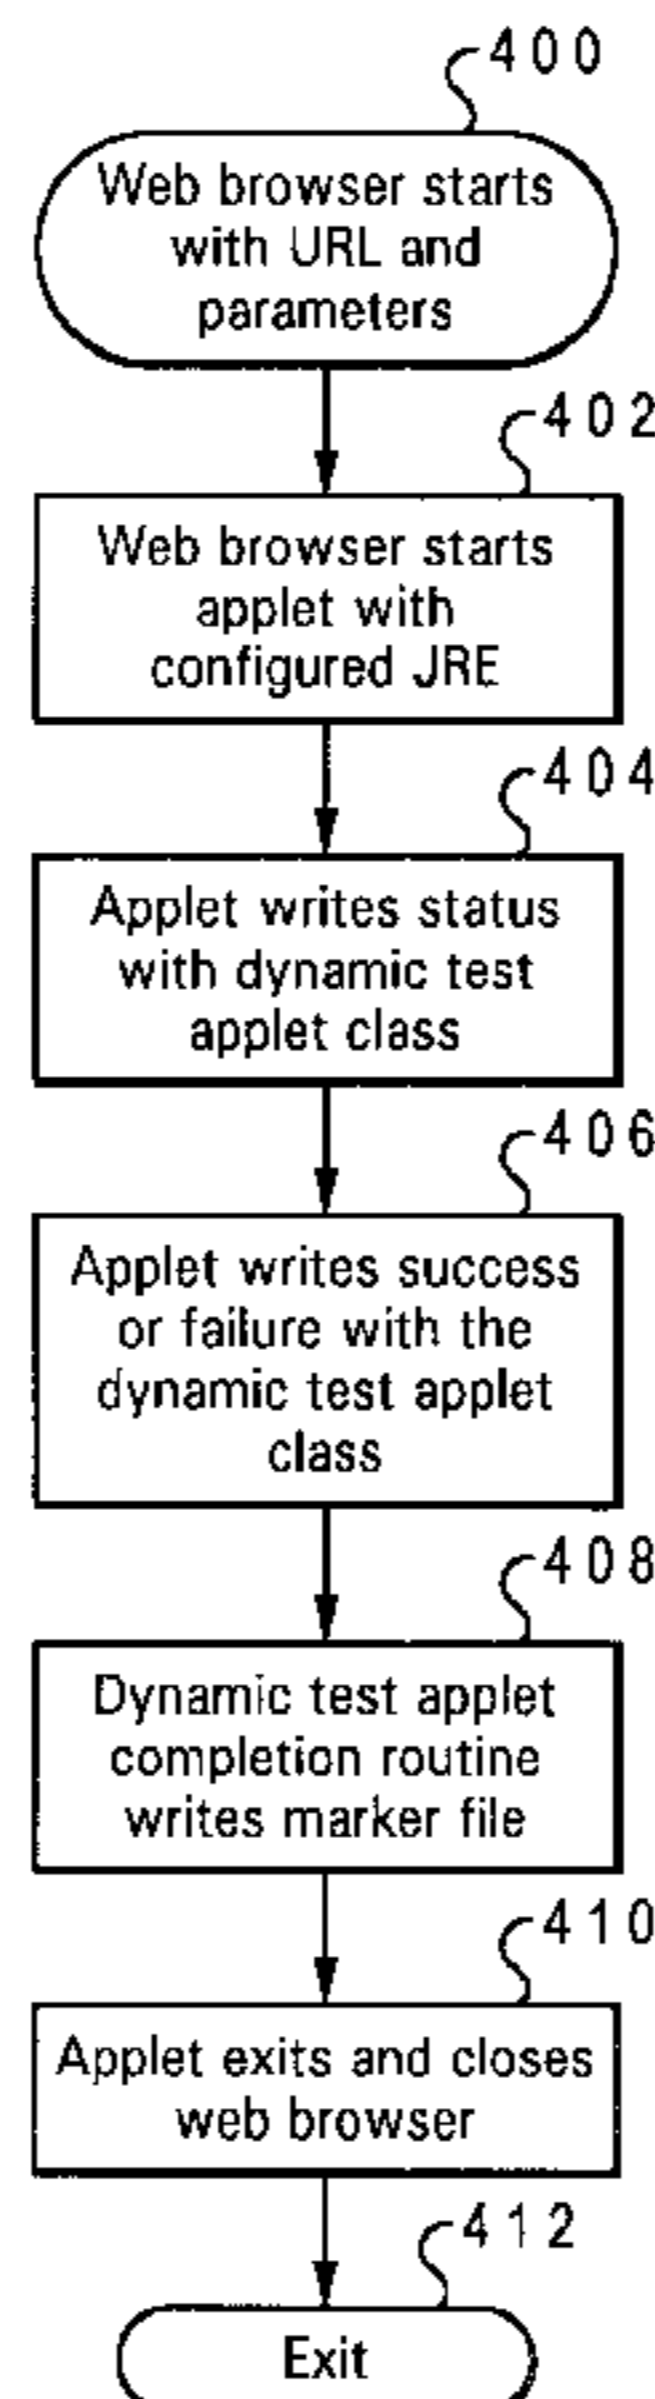 400
Web browser starts
with URL and
parameters
402
Web browser starts
applet with
configured JRE
404
Applet writes status
with dynamic test
applet class
406
Applet writes success
or failure with the
dynamic test applet
class
408
Dynamic test applet
completion routine
writes marker file
410
Applet exits and closes
web browser
412
Exit